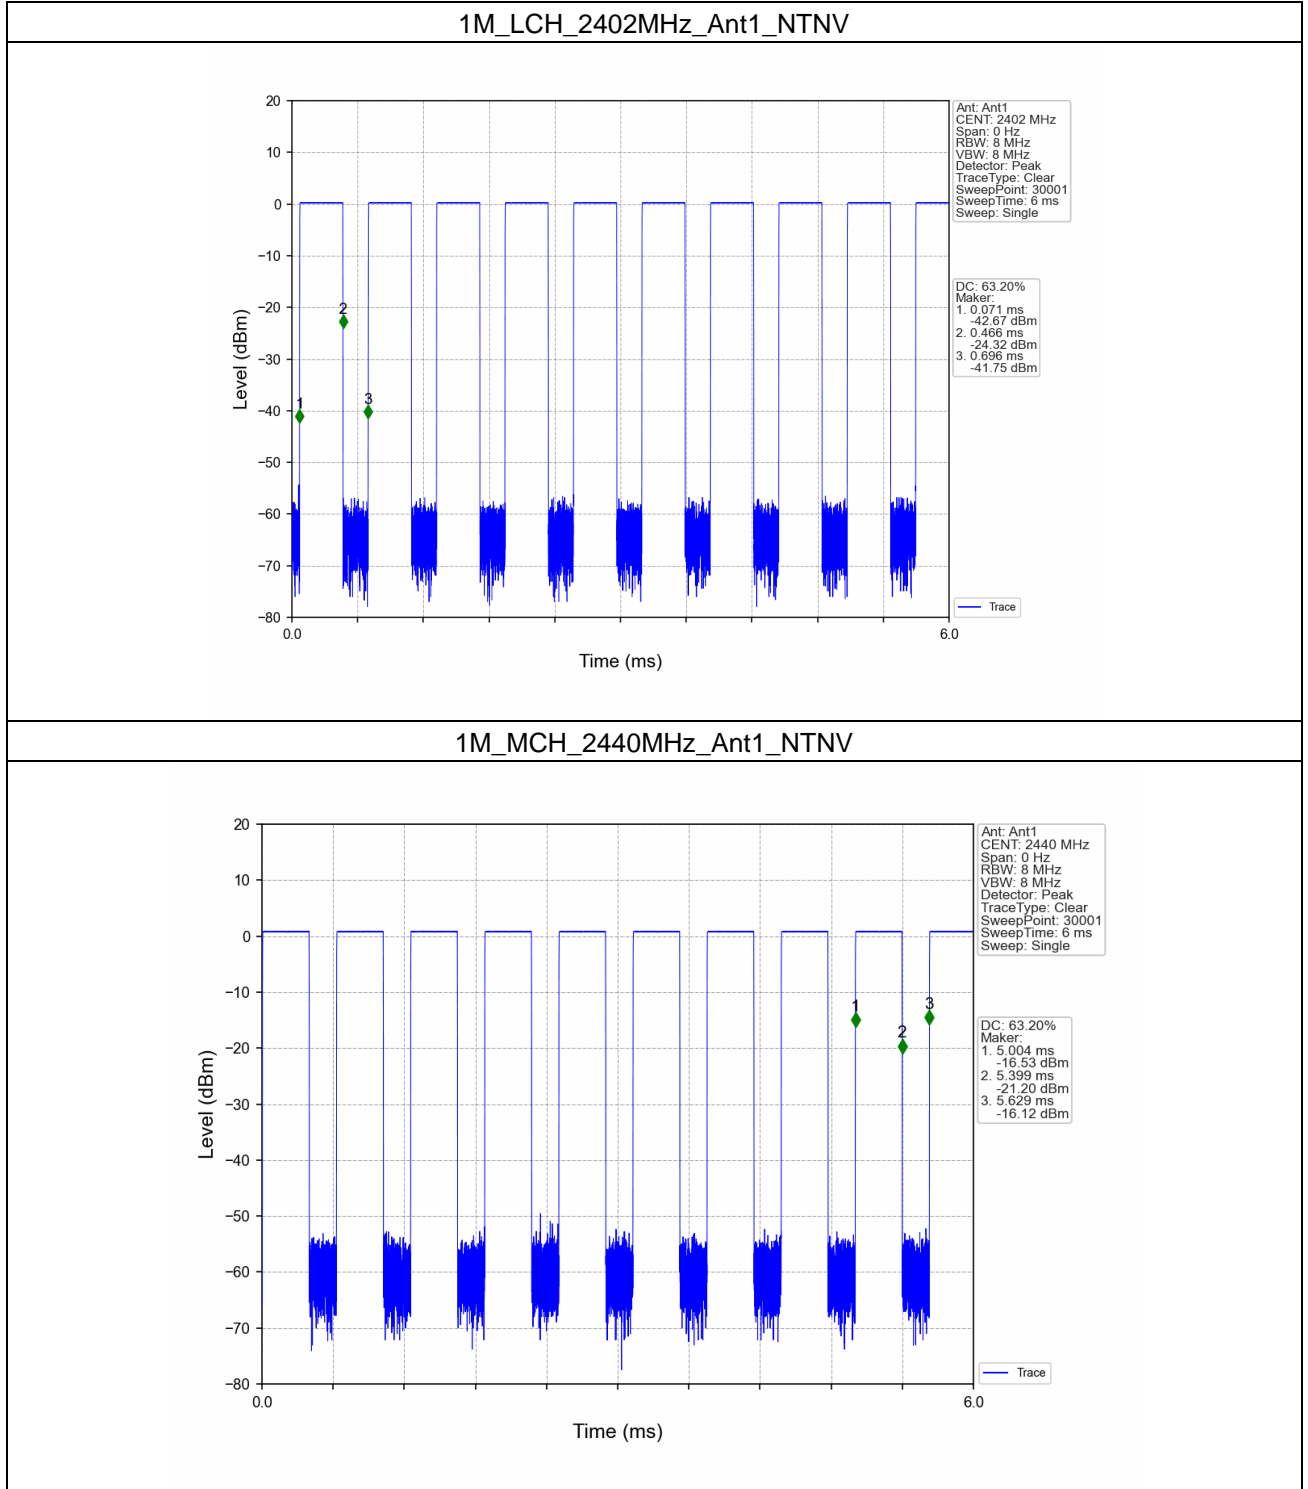 1M_LCH_2402MHz_Ant1_NTNV
20
10
0
−10
−20
−30
−40
−50
−60
−70
−80
Level (dBm)
0.0
6.0
Time (ms)
1
2
3
Ant: Ant1
CENT: 2402 MHz
Span: 0 Hz
RBW: 8 MHz
VBW: 8 MHz
Detector: Peak
TraceType: Clear
SweepPoint: 30001
SweepTime: 6 ms
Sweep: Single
DC: 63.20%
Maker:
1. 0.071 ms
-42.67 dBm
2. 0.466 ms
-24.32 dBm
3. 0.696 ms
-41.75 dBm
Trace
1M_MCH_2440MHz_Ant1_NTNV
20
10
0
−10
−20
−30
−40
−50
−60
−70
−80
Level (dBm)
0.0
6.0
Time (ms)
1
2
3
Ant: Ant1
CENT: 2440 MHz
Span: 0 Hz
RBW: 8 MHz
VBW: 8 MHz
Detector: Peak
TraceType: Clear
SweepPoint: 30001
SweepTime: 6 ms
Sweep: Single
DC: 63.20%
Maker:
1. 5.004 ms
-16.53 dBm
2. 5.399 ms
-21.20 dBm
3. 5.629 ms
-16.12 dBm
Trace